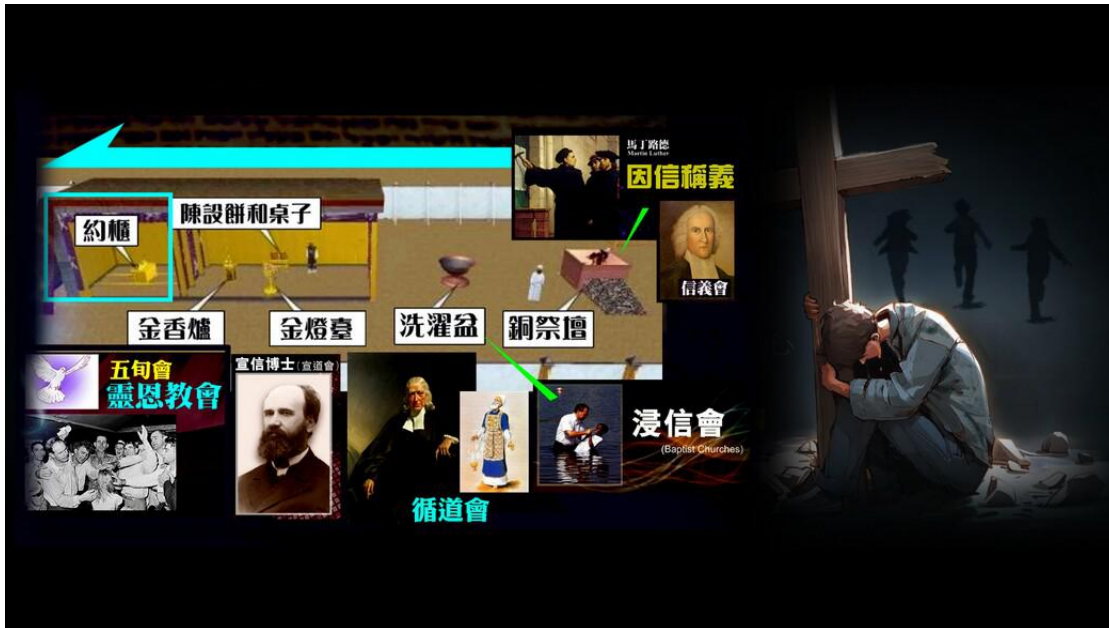 馬丁路德
Martin Luther
因信稱義
信義會
約櫃
陳設餅和桌子
金香爐
金燈臺
洗濯盆
銅祭壇
五旬會
靈恩教會
宣信博士(宣道會)
循道會
浸信會
(Baptist Churches)